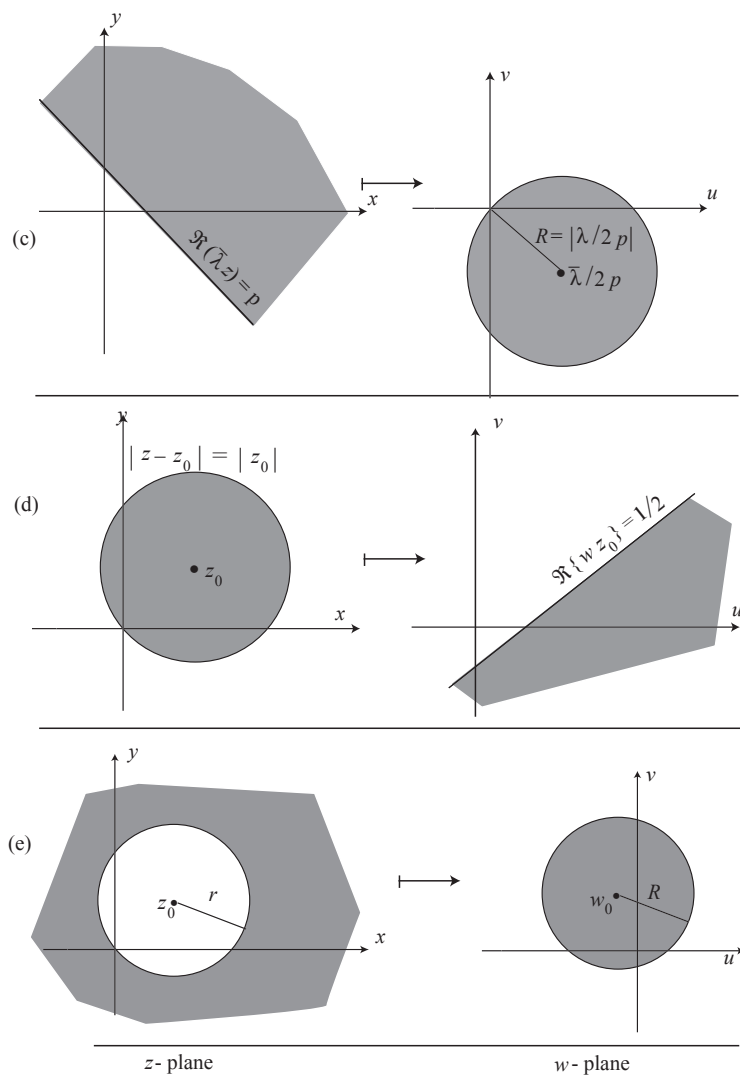 y
x
ℜ(λ̄z) = p
(c)
v
u
R = |λ/2p|
λ̄/2p
y
|z − z₀| = |z₀|
(d)
z₀
x
v
ℜ{w z₀} = 1/2
u
y
(e)
r
z₀
x
v
R
w₀
u
z- plane
w- plane